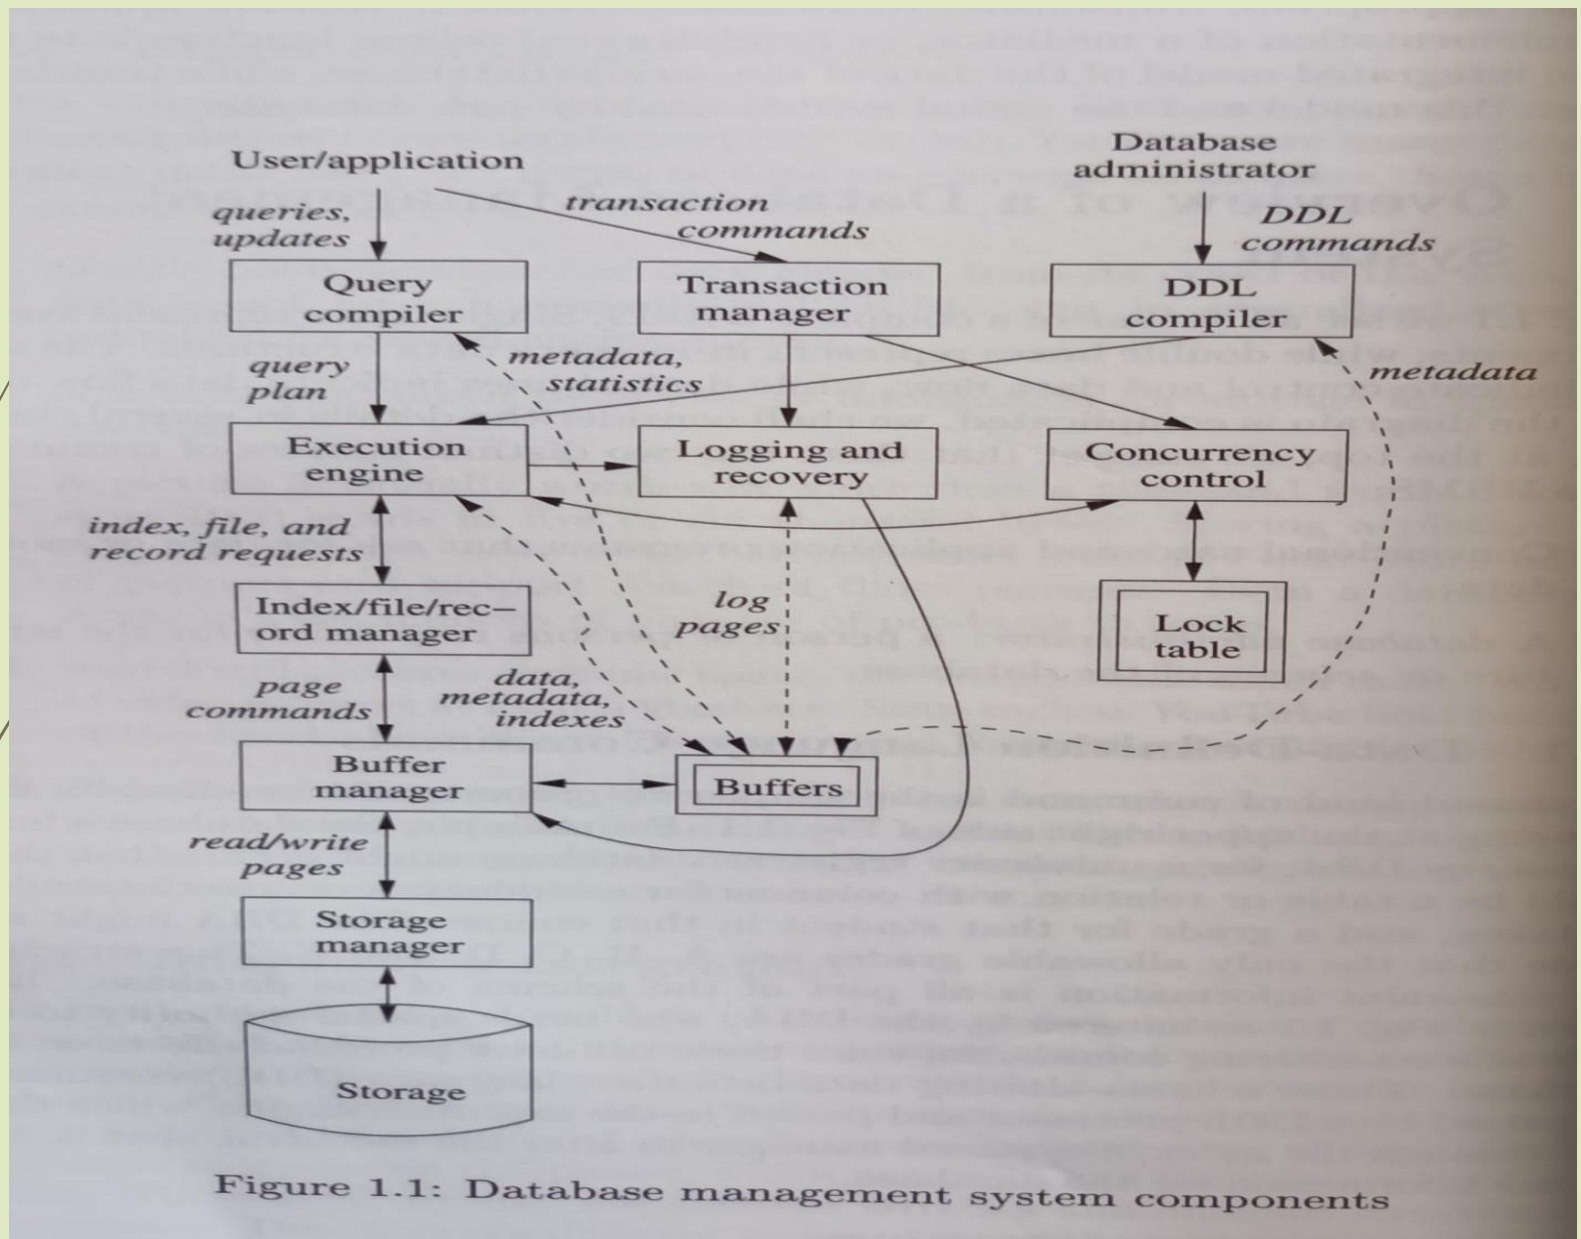 User/application
Database
administrator
queries,
updates
transaction
commands
DDL
commands
Query
compiler
Transaction
manager
DDL
compiler
query
plan
metadata,
statistics
metadata
Execution
engine
Logging and
recovery
Concurrency
control
index, file, and
record requests
log
pages
Index/file/rec–
ord manager
Lock
table
page
commands
data,
metadata,
indexes
Buffer
manager
Buffers
read/write
pages
Storage
manager
Storage
Figure 1.1: Database management system components